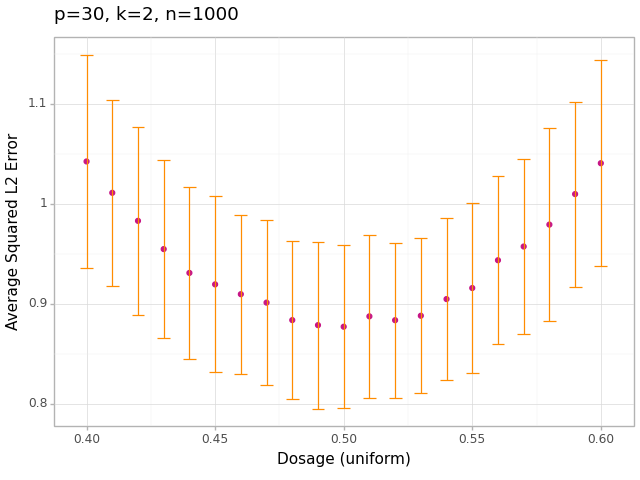 p=30, k=2, n=1000
Average Squared L2 Error
1.1
1
0.9
0.8
0.40 0.45 0.50 0.55 0.60
Dosage (uniform)